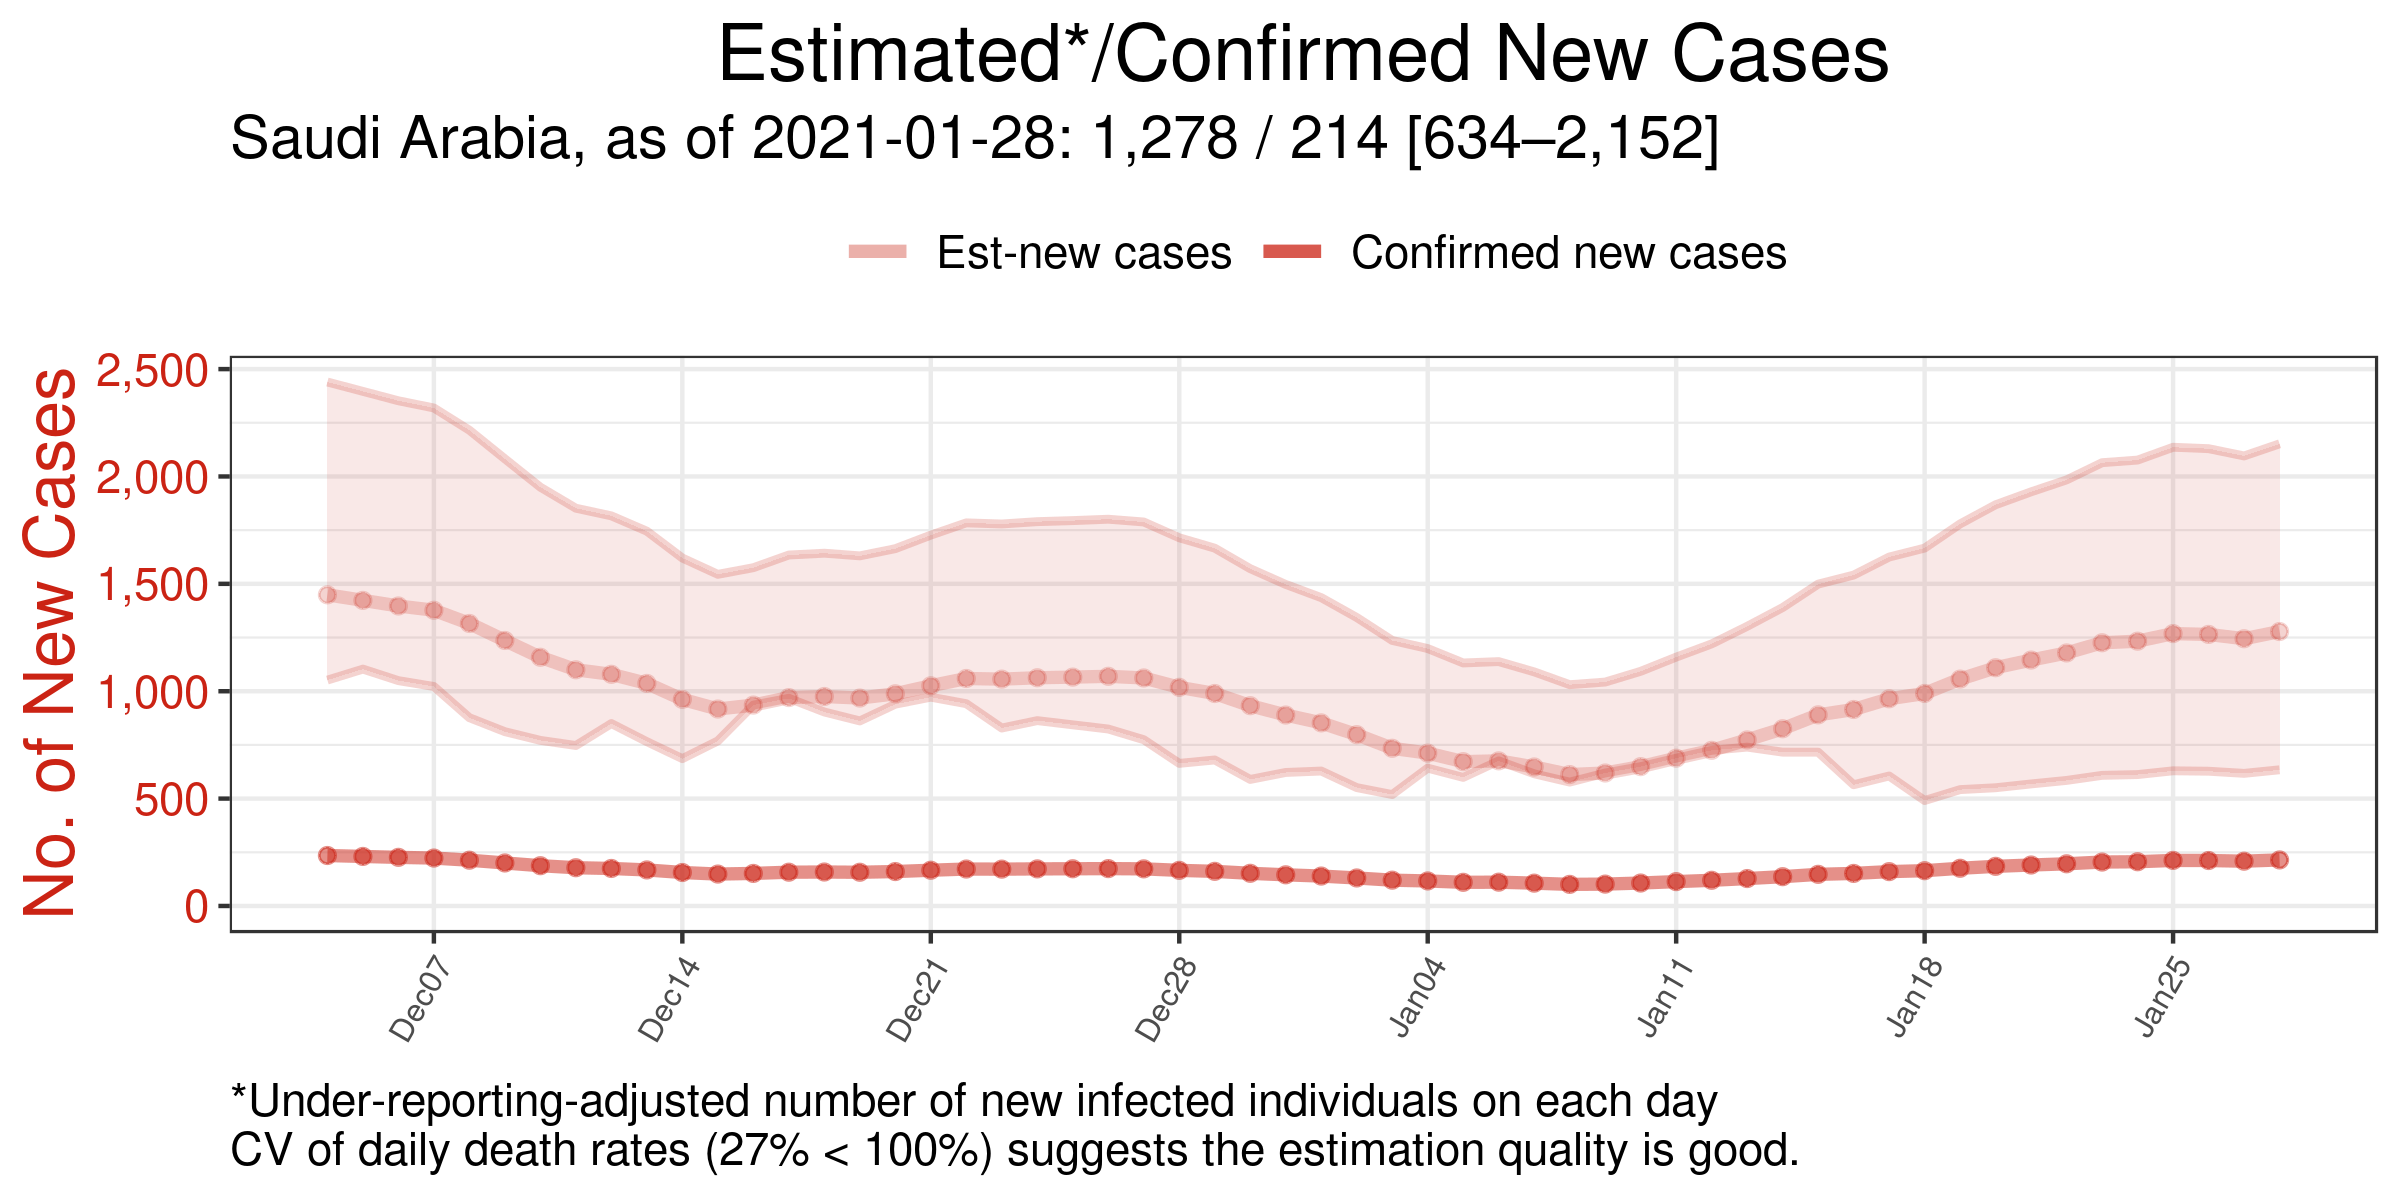 Estimated*/Confirmed New Cases
Saudi Arabia, as of 2021-01-28: 1,278 / 214 [634–2,152]
Est-new cases Confirmed new cases
No. of New Cases
2,500
2,000
1,500
1,000
500
0
Dec07 Dec14 Dec21 Dec28 Jan04 Jan11 Jan18 Jan25
*Under-reporting-adjusted number of new infected individuals on each day
CV of daily death rates (27% < 100%) suggests the estimation quality is good.